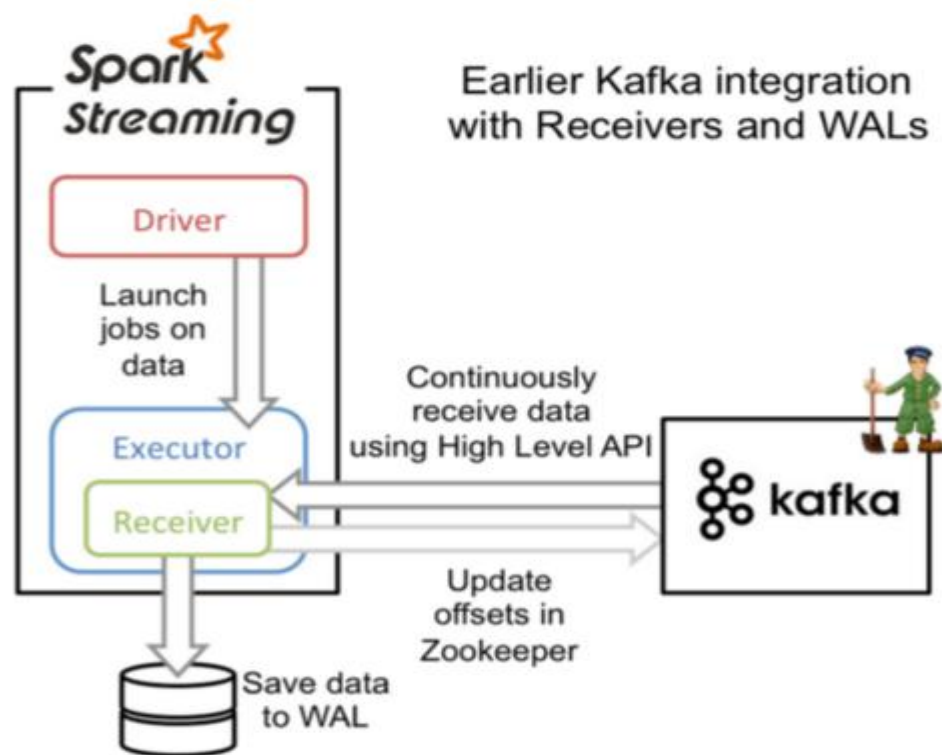 Spark
Streaming
Earlier Kafka integration
with Receivers and WALs
Driver
Launch
jobs on
data
Continuously
receive data
using High Level API
Executor
Receiver
kafka
Update
offsets in
Zookeeper
Save data
to WAL